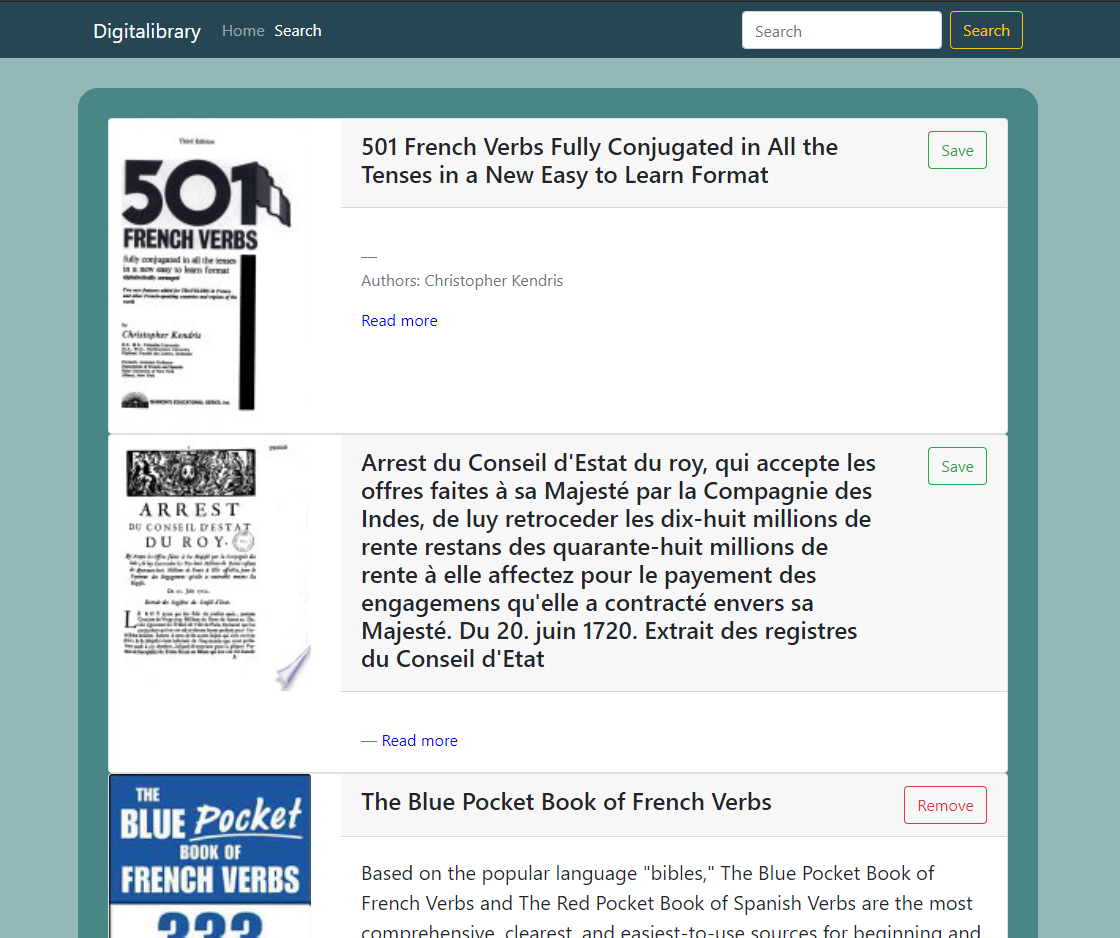 Digitalibrary Home Search Search Search
Third Edition
501
FRENCH VERBS
fully conjugated in all the tenses
in a new easy to learn format
alphabetically arranged
by
Christopher Kendris
BARRON'S EDUCATIONAL SERIES, Inc.
501 French Verbs Fully Conjugated in All the
Tenses in a New Easy to Learn Format
Save
—
Authors: Christopher Kendris
Read more
ARREST
DU CONSEIL D'ESTAT
DU ROY,
Arrest du Conseil d'Estat du roy, qui accepte les
offres faites à sa Majesté par la Compagnie des
Indes, de luy retroceder les dix-huit millions de
rente restans des quarante-huit millions de
rente à elle affectez pour le payement des
engagemens qu'elle a contracté envers sa
Majesté. Du 20. juin 1720. Extrait des registres
du Conseil d'Etat
Save
— Read more
THE
BLUE Pocket
BOOK OF
FRENCH VERBS
333
The Blue Pocket Book of French Verbs
Remove
Based on the popular language "bibles," The Blue Pocket Book of
French Verbs and The Red Pocket Book of Spanish Verbs are the most
comprehensive, clearest, and easiest-to-use sources for beginning and